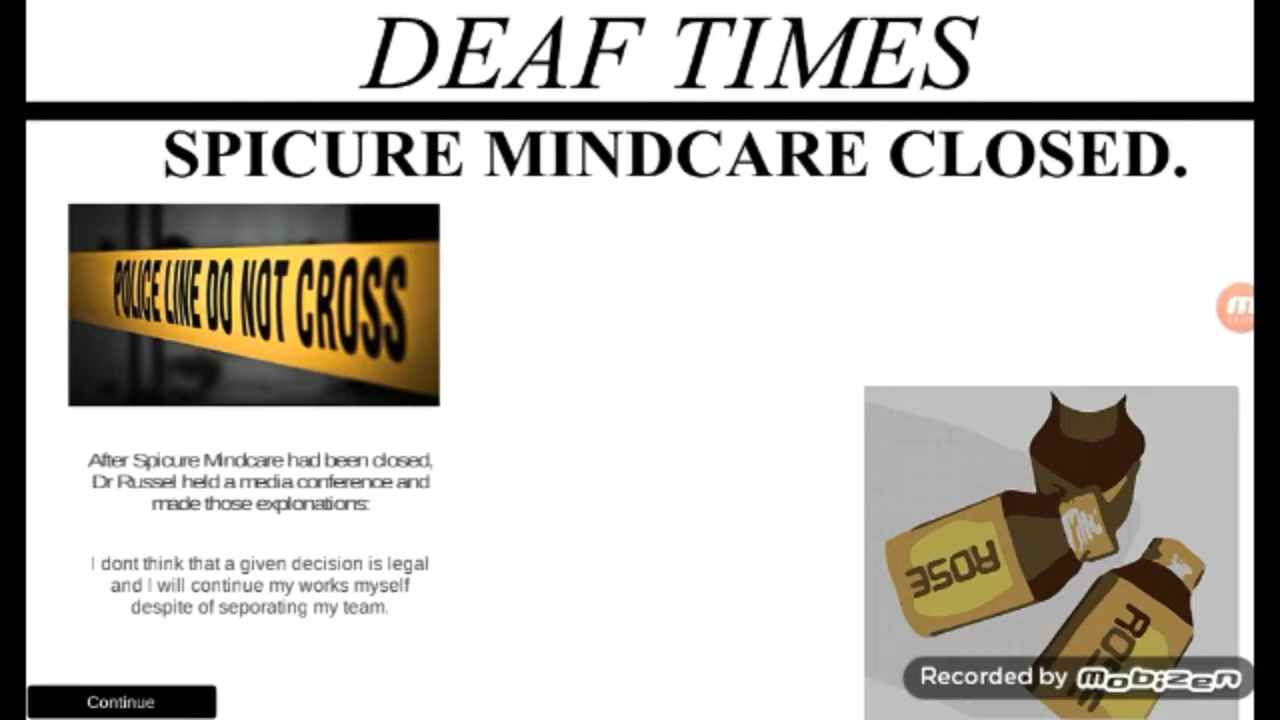 DEAF TIMES
SPICURE MINDCARE CLOSED.
POLICE LINE DO NOT CROSS
After Spicure Mindcare had been closed,
Dr Russel held a media conference and
made those explonations:
I dont think that a given decision is legal
and I will continue my works myself
despite of seporating my team.
ROSE
ROSE
Recorded by mobizen
Continue